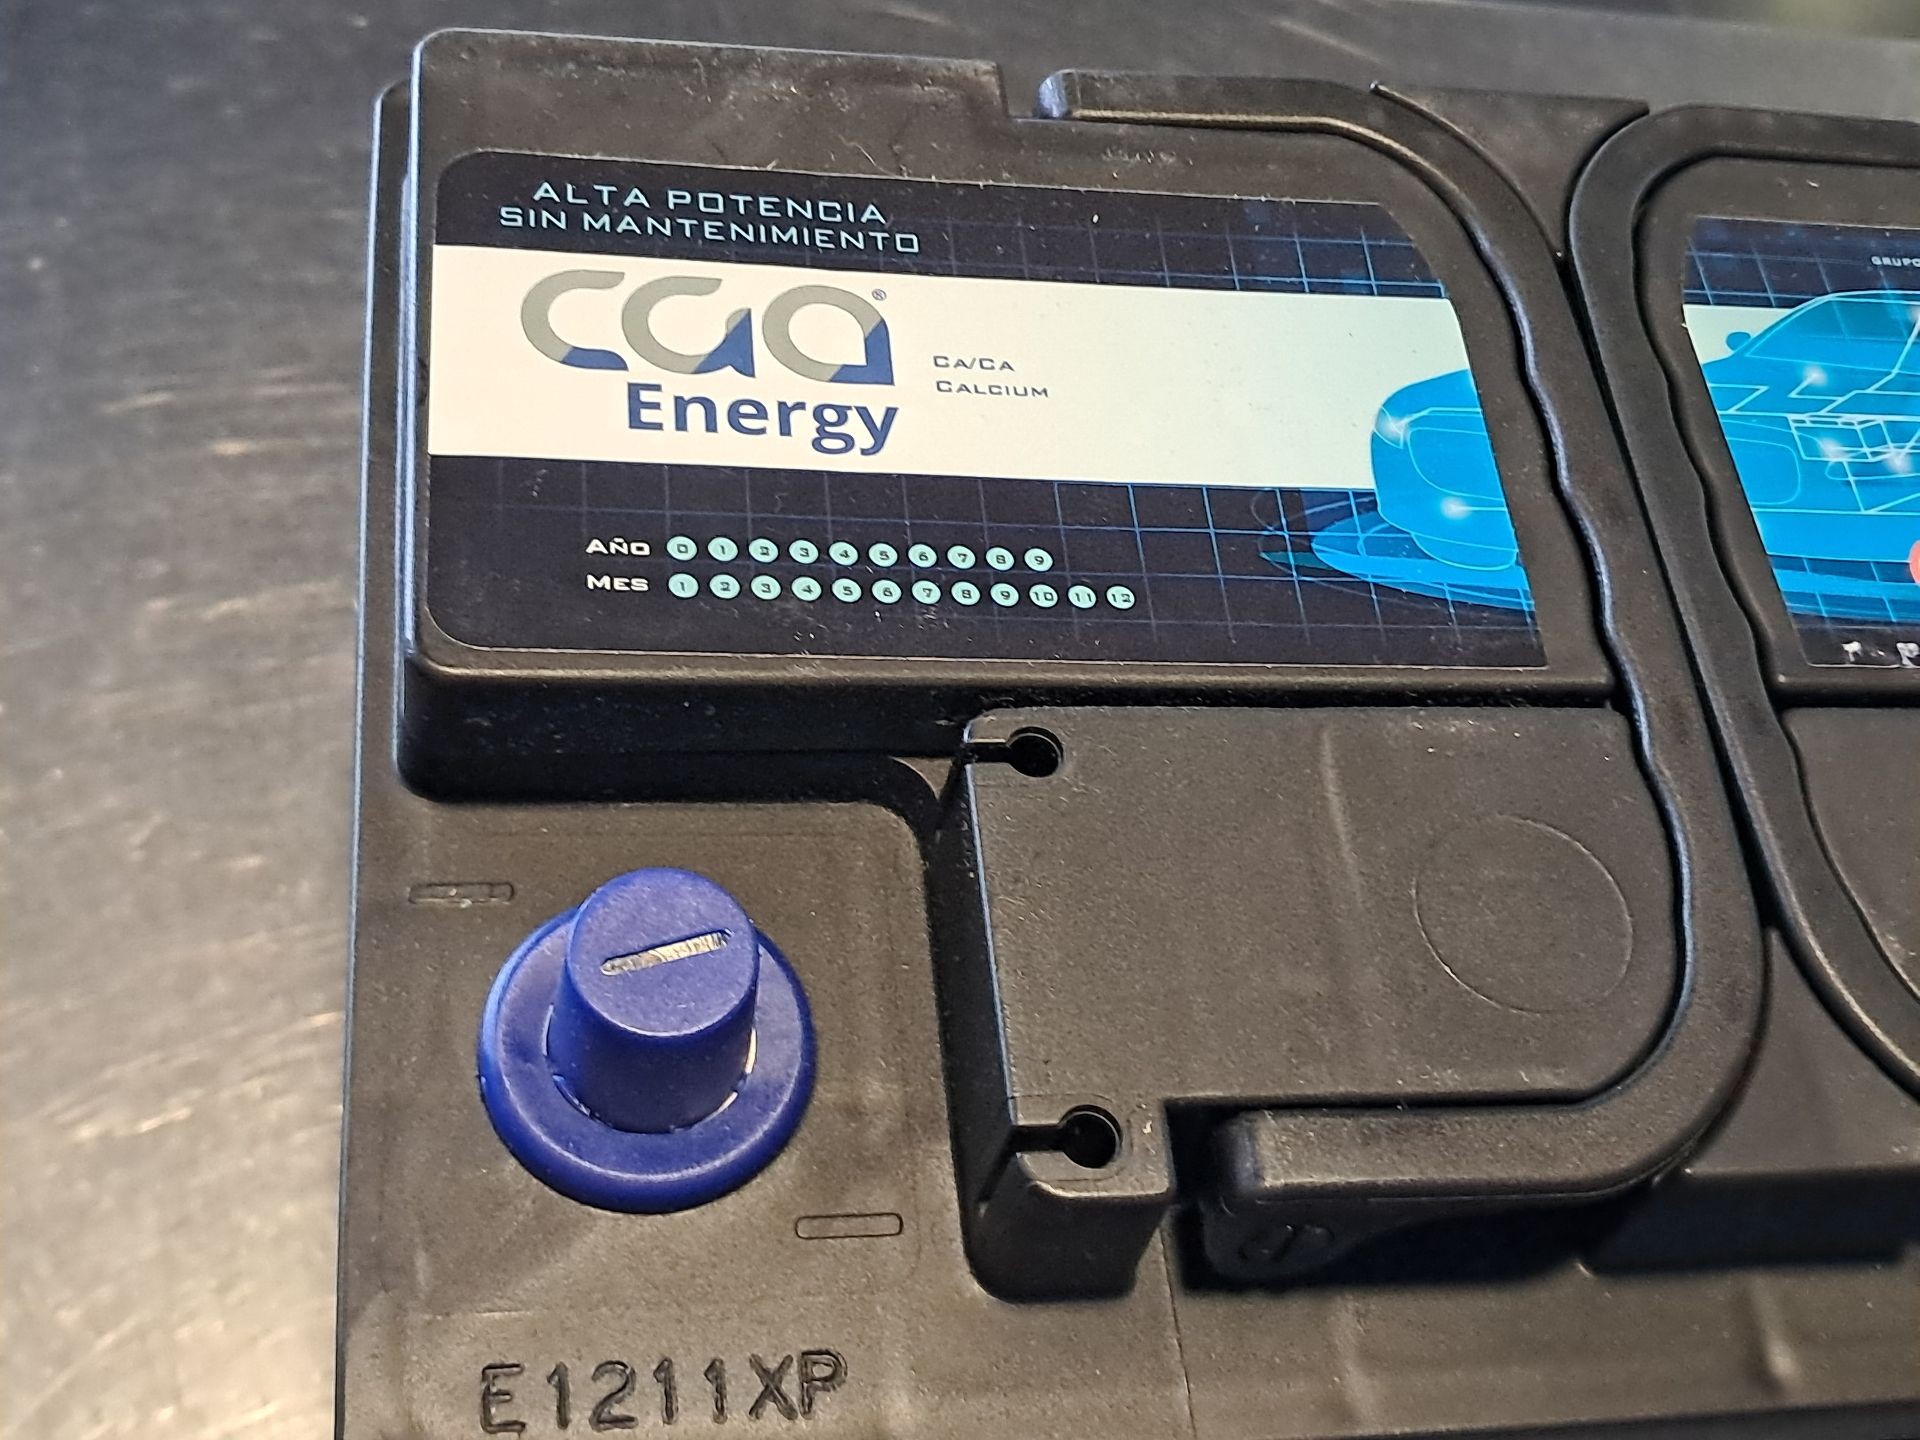 ALTA POTENCIA
SIN MANTENIMIENTO
CGA®
Energy
CA/CA
CALCIUM
AÑO 0 1 2 3 4 5 6 7 8 9
MES 1 2 3 4 5 6 7 8 9 10 11 12
GRUPO
E1211XP